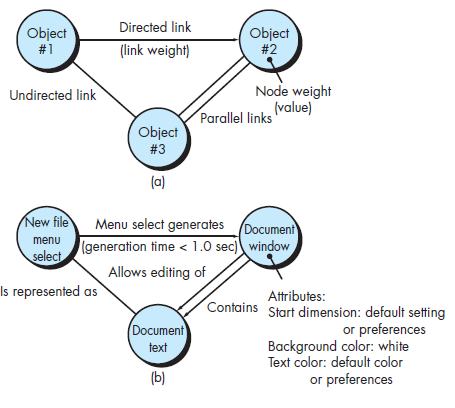 Object
#1
Directed link
(link weight)
Object
#2
Undirected link
Node weight
(value)
Parallel links
Object
#3
(a)
New file
menu
select
Menu select generates
(generation time < 1.0 sec)
Document
window
Allows editing of
Is represented as
Contains
Attributes:
Start dimension: default setting
or preferences
Background color: white
Text color: default color
or preferences
Document
text
(b)